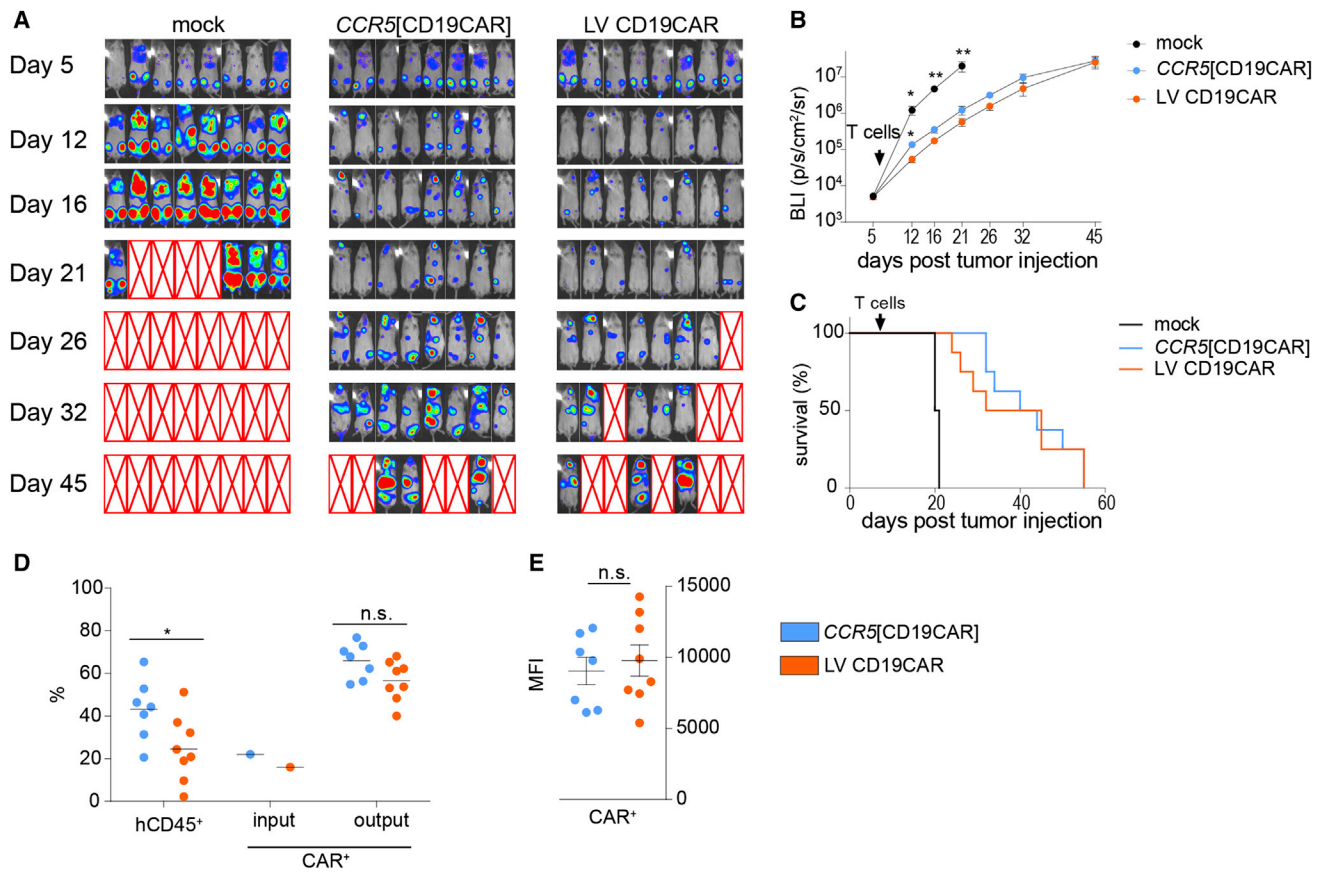 A
mock CCR5[CD19CAR] LV CD19CAR
Day 5
Day 12
Day 16
Day 21
Day 26
Day 32
Day 45
B
BLI (p/s/cm²/sr)
10⁷
10⁶
10⁵
10⁴
10³
T cells
* ** **
*
5 12 16 21 26 32 45
days post tumor injection
mock
CCR5[CD19CAR]
LV CD19CAR
C
T cells
survival (%)
100
50
0
0 20 40 60
days post tumor injection
mock
CCR5[CD19CAR]
LV CD19CAR
D
%
100
80
60
40
20
0
*
n.s.
hCD45⁺ input output
CAR⁺
E
n.s.
MFI
15000
10000
5000
0
CAR⁺
CCR5[CD19CAR]
LV CD19CAR